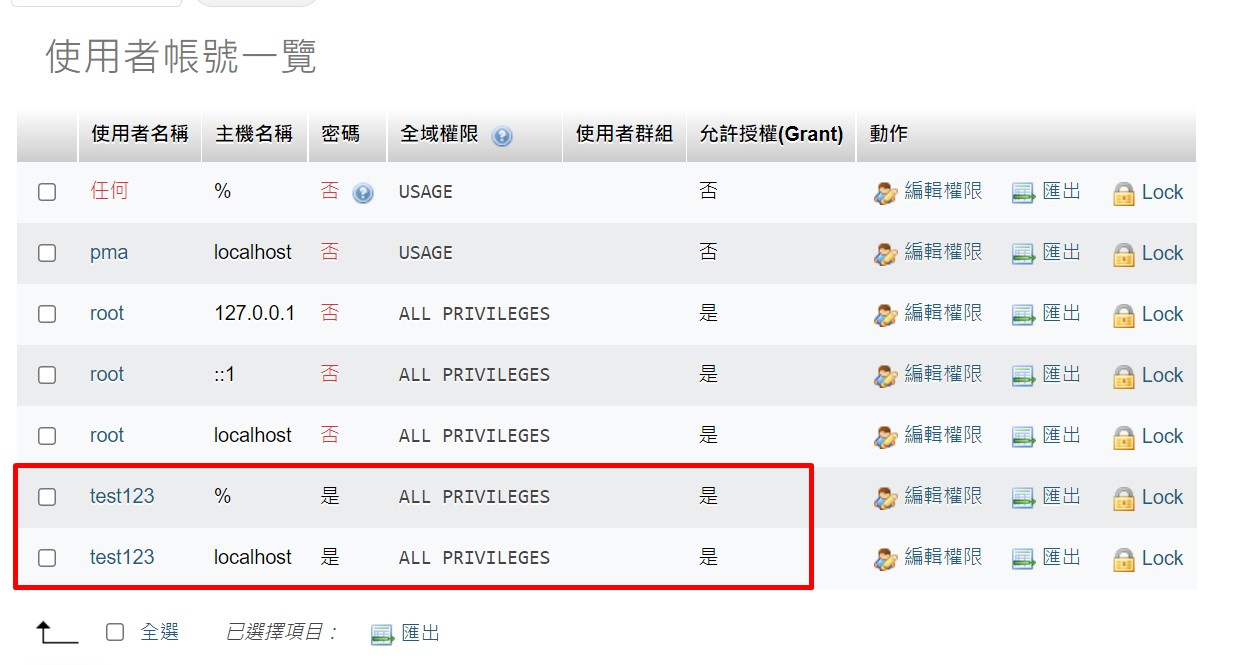 使用者帳號一覽
使用者名稱 主機名稱 密碼 全域權限 使用者群組 允許授權(Grant) 動作
任何 % 否 USAGE 否 編輯權限 匯出 Lock
pma localhost 否 USAGE 否 編輯權限 匯出 Lock
root 127.0.0.1 否 ALL PRIVILEGES 是 編輯權限 匯出 Lock
root ::1 否 ALL PRIVILEGES 是 編輯權限 匯出 Lock
root localhost 否 ALL PRIVILEGES 是 編輯權限 匯出 Lock
test123 % 是 ALL PRIVILEGES 是 編輯權限 匯出 Lock
test123 localhost 是 ALL PRIVILEGES 是 編輯權限 匯出 Lock
全選 已選擇項目： 匯出